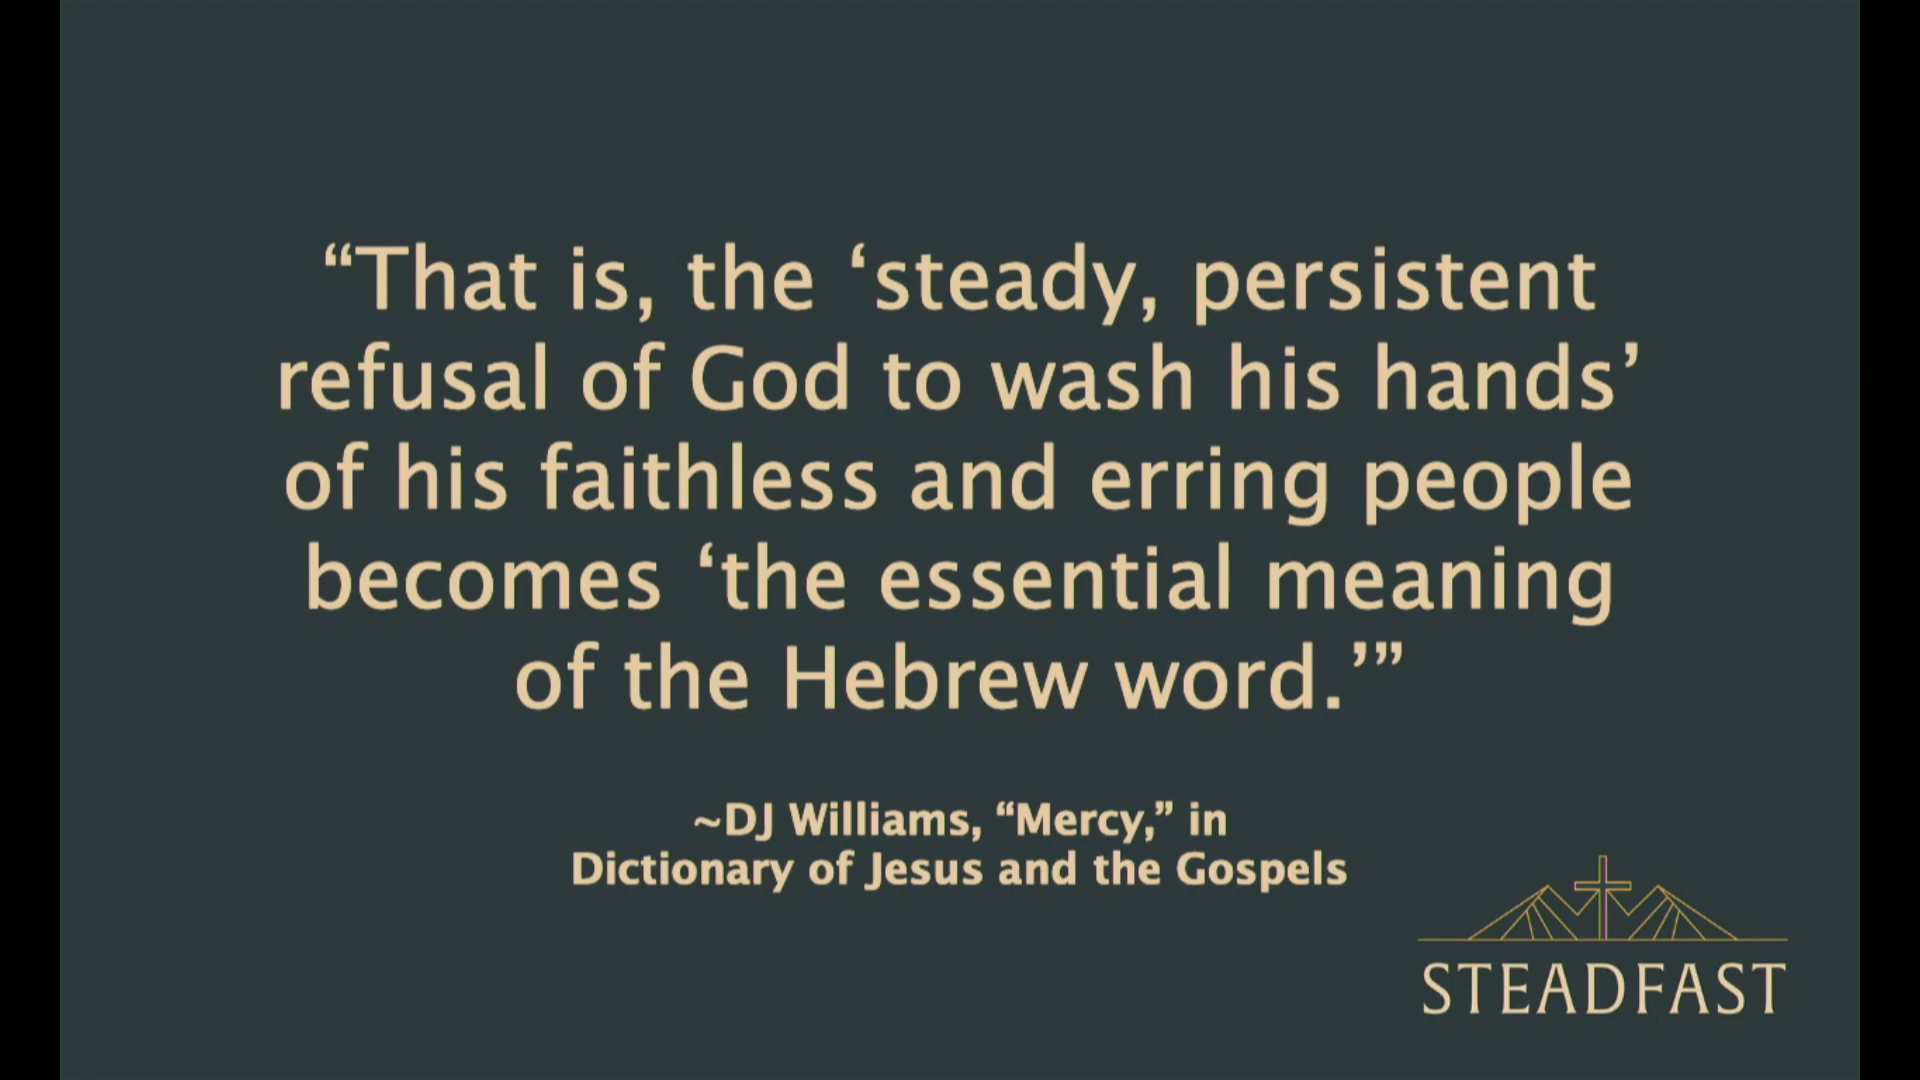 “That is, the ‘steady, persistent
refusal of God to wash his hands’
of his faithless and erring people
becomes ‘the essential meaning
of the Hebrew word.’”
~DJ Williams, “Mercy,” in
Dictionary of Jesus and the Gospels
STEADFAST